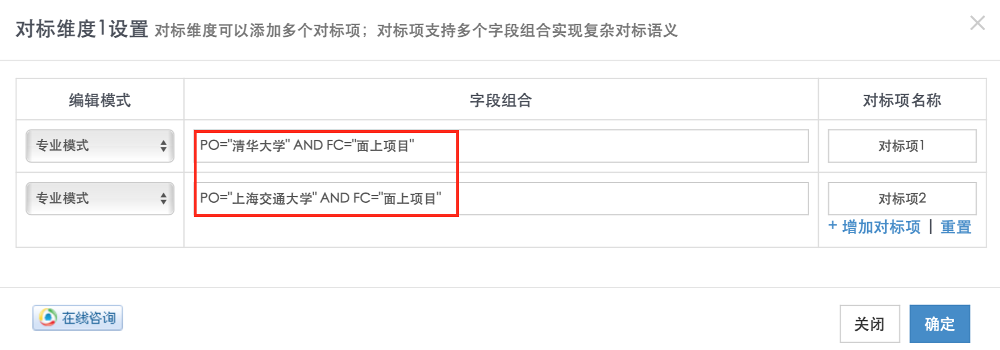 对标维度1设置 对标维度可以添加多个对标项；对标项支持多个字段组合实现复杂对标语义
编辑模式 字段组合 对标项名称
专业模式 PO="清华大学" AND FC="面上项目" 对标项1
专业模式 PO="上海交通大学" AND FC="面上项目" 对标项2
+ 增加对标项 | 重置
在线咨询 关闭 确定